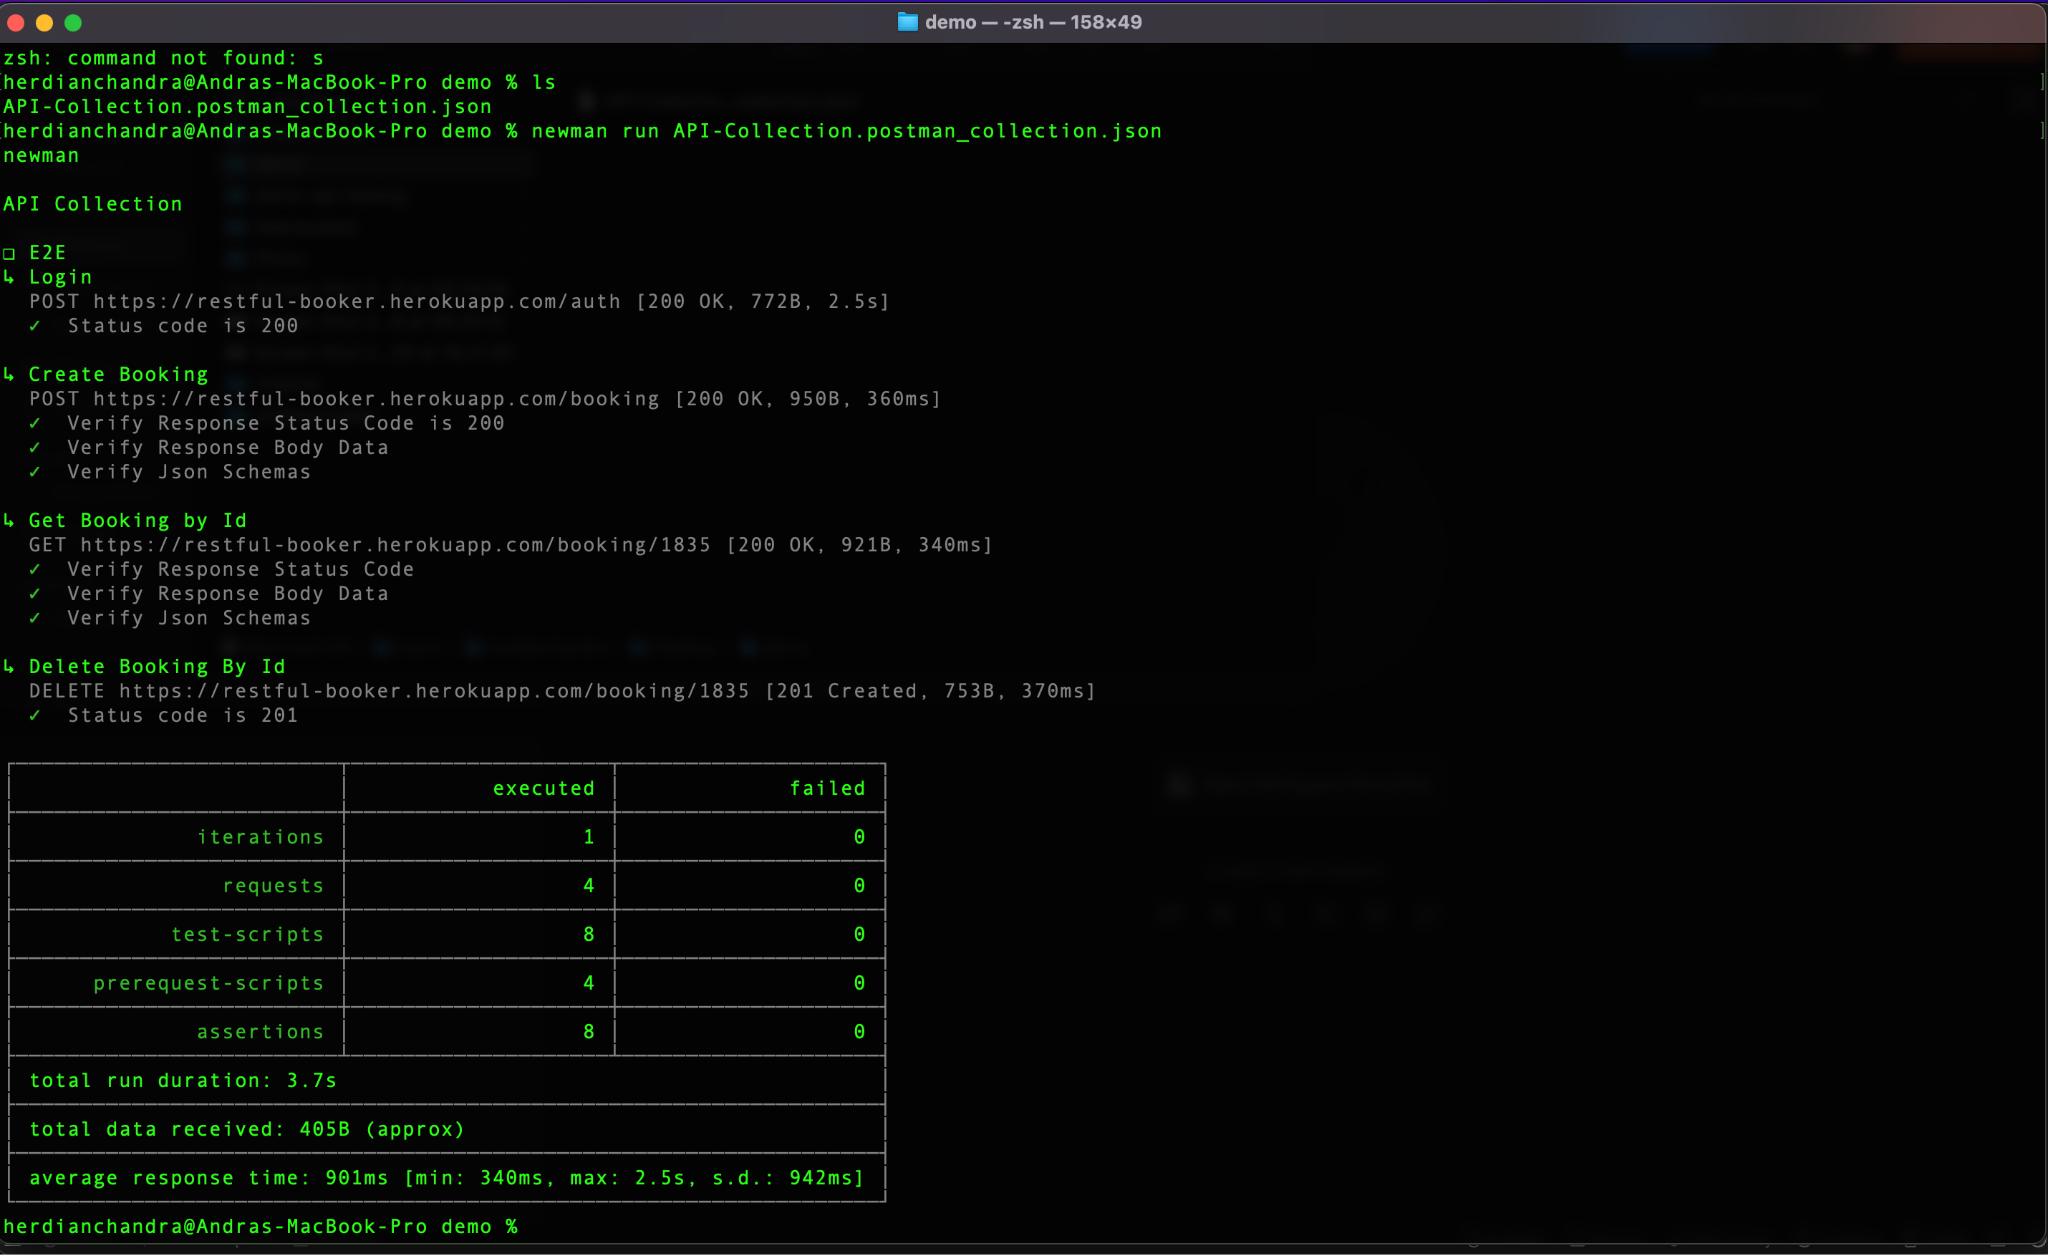 demo — -zsh — 158×49
zsh: command not found: s
[herdianchandra@Andras-MacBook-Pro demo % ls ]
API-Collection.postman_collection.json
[herdianchandra@Andras-MacBook-Pro demo % newman run API-Collection.postman_collection.json ]
newman
API Collection
❏ E2E
↳ Login
POST https://restful-booker.herokuapp.com/auth [200 OK, 772B, 2.5s]
✓ Status code is 200
↳ Create Booking
POST https://restful-booker.herokuapp.com/booking [200 OK, 950B, 360ms]
✓ Verify Response Status Code is 200
✓ Verify Response Body Data
✓ Verify Json Schemas
↳ Get Booking by Id
GET https://restful-booker.herokuapp.com/booking/1835 [200 OK, 921B, 340ms]
✓ Verify Response Status Code
✓ Verify Response Body Data
✓ Verify Json Schemas
↳ Delete Booking By Id
DELETE https://restful-booker.herokuapp.com/booking/1835 [201 Created, 753B, 370ms]
✓ Status code is 201
executed failed
iterations 1 0
requests 4 0
test-scripts 8 0
prerequest-scripts 4 0
assertions 8 0
total run duration: 3.7s
total data received: 405B (approx)
average response time: 901ms [min: 340ms, max: 2.5s, s.d.: 942ms]
herdianchandra@Andras-MacBook-Pro demo %